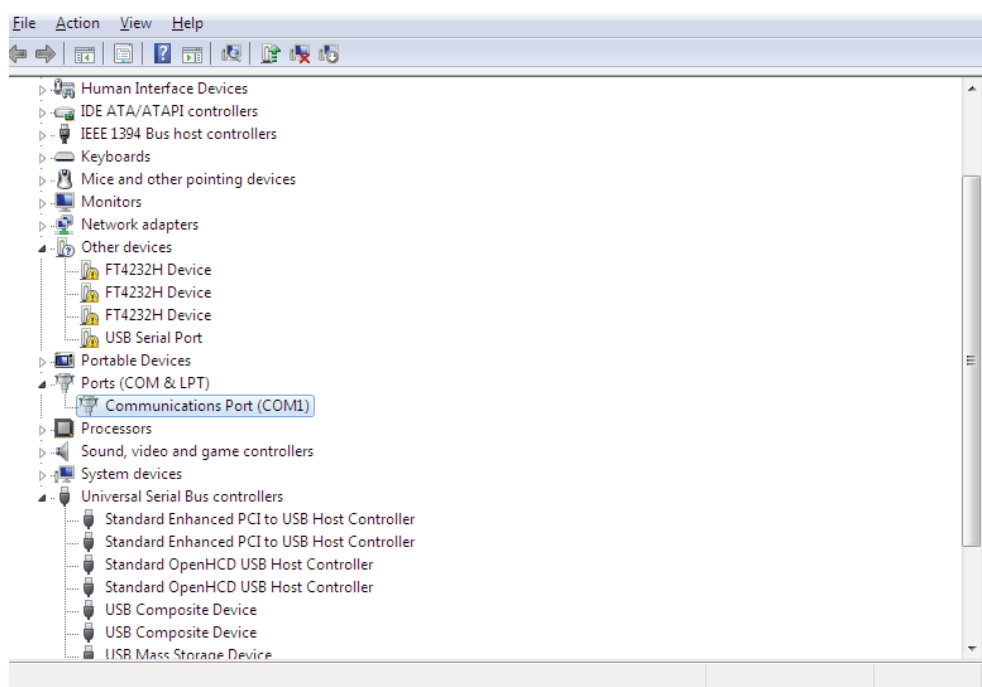 File Action View Help
Human Interface Devices
IDE ATA/ATAPI controllers
IEEE 1394 Bus host controllers
Keyboards
Mice and other pointing devices
Monitors
Network adapters
Other devices
FT4232H Device
FT4232H Device
FT4232H Device
USB Serial Port
Portable Devices
Ports (COM & LPT)
Communications Port (COM1)
Processors
Sound, video and game controllers
System devices
Universal Serial Bus controllers
Standard Enhanced PCI to USB Host Controller
Standard Enhanced PCI to USB Host Controller
Standard OpenHCD USB Host Controller
Standard OpenHCD USB Host Controller
USB Composite Device
USB Composite Device
USB Mass Storage Device